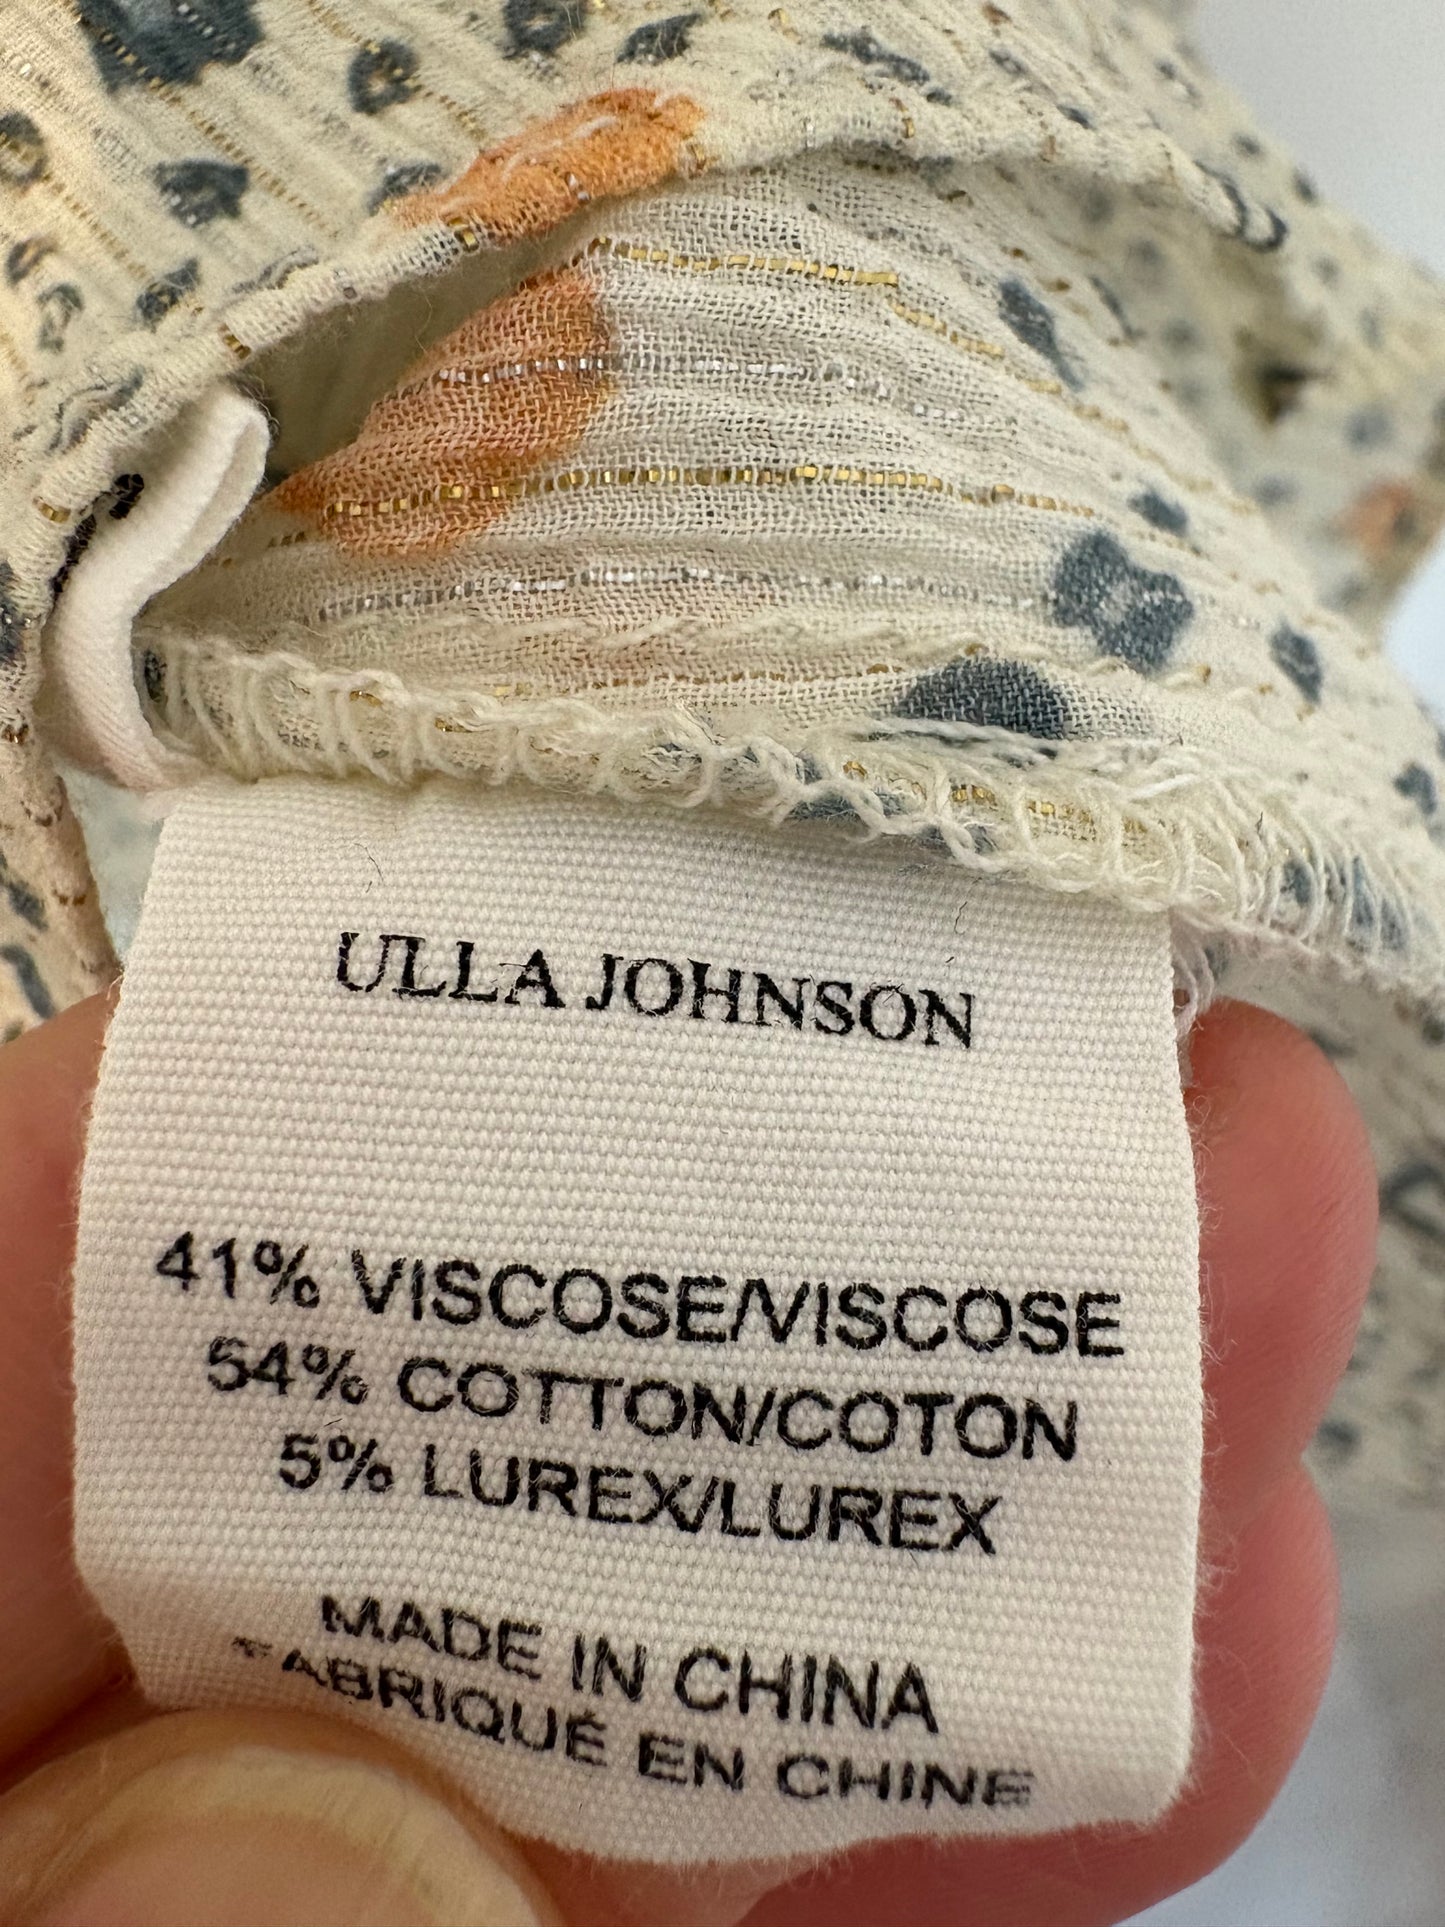 ULLA JOHNSON
41% VISCOSE/VISCOSE
54% COTTON/COTON
5% LUREX/LUREX
MADE IN CHINA
FABRIQUÉ EN CHINE